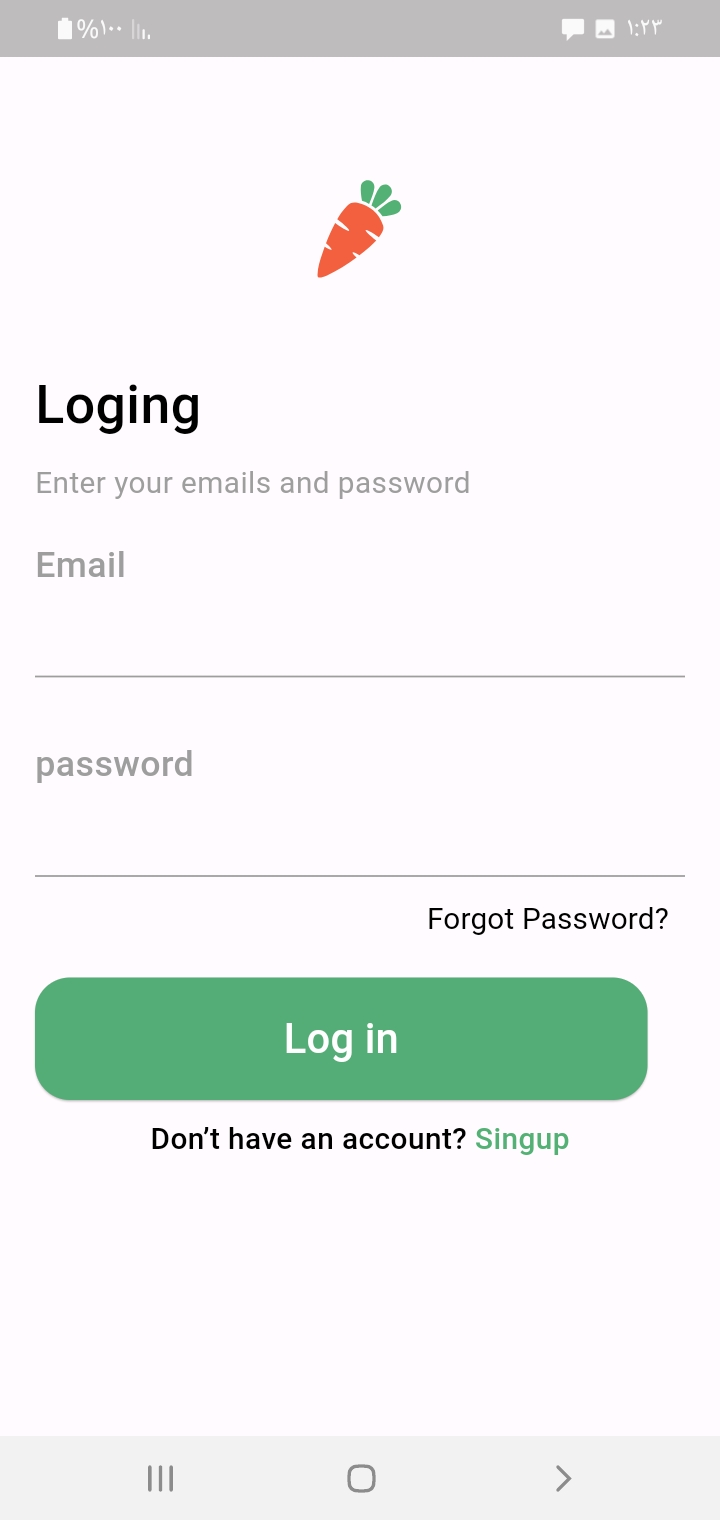 %١٠٠ ١:٢٣
Loging
Enter your emails and password
Email
password
Forgot Password?
Log in
Don’t have an account? Singup